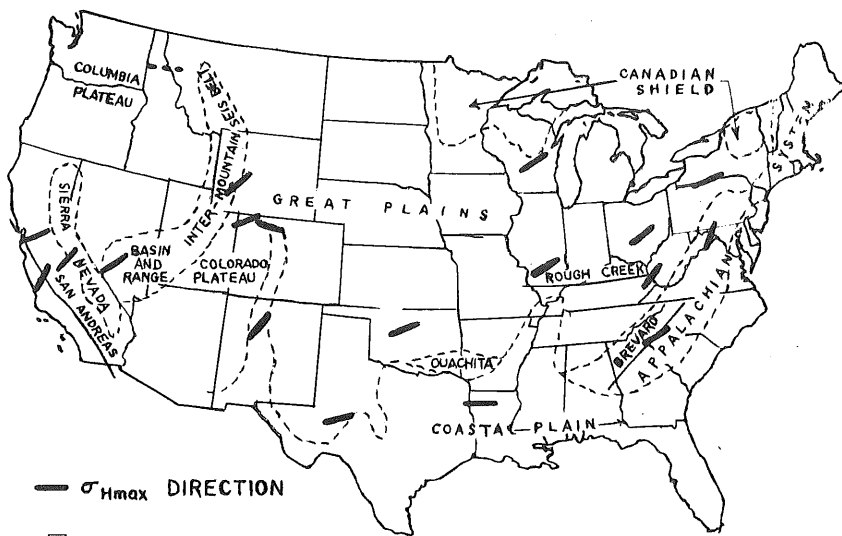 COLUMBIA
PLATEAU
CANADIAN
SHIELD
INTER MOUNTAIN SEIS BELT
SYSTEM
GREAT PLAINS
SIERRA
NEVADA
SAN ANDREAS
BASIN
AND
RANGE
COLORADO
PLATEAU
ROUGH CREEK
BREVARD
APPALACHIAN
OUACHITA
COASTAL PLAIN
σHmax DIRECTION